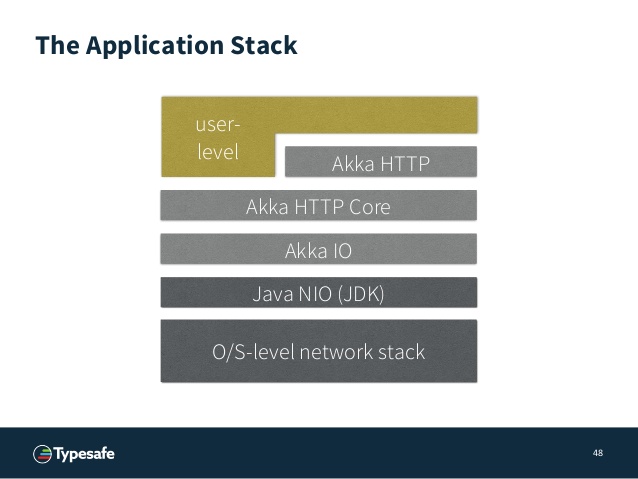 The Application Stack
user-
level
Akka HTTP
Akka HTTP Core
Akka IO
Java NIO (JDK)
O/S-level network stack
Typesafe
48